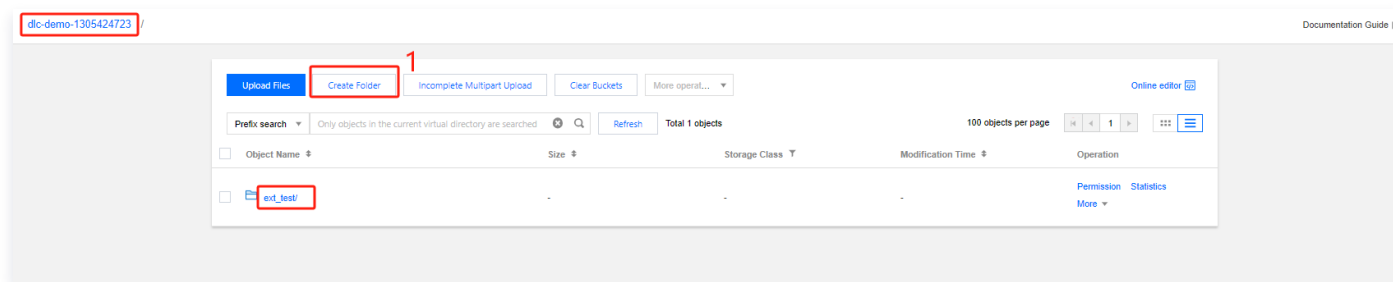 dlc-demo-1305424723 /
Documentation Guide
1
Upload Files Create Folder Incomplete Multipart Upload Clear Buckets More operat... Online editor
Prefix search Only objects in the current virtual directory are searched Refresh Total 1 objects 100 objects per page 1
Object Name Size Storage Class Modification Time Operation
ext_test/ - - - Permission Statistics
More